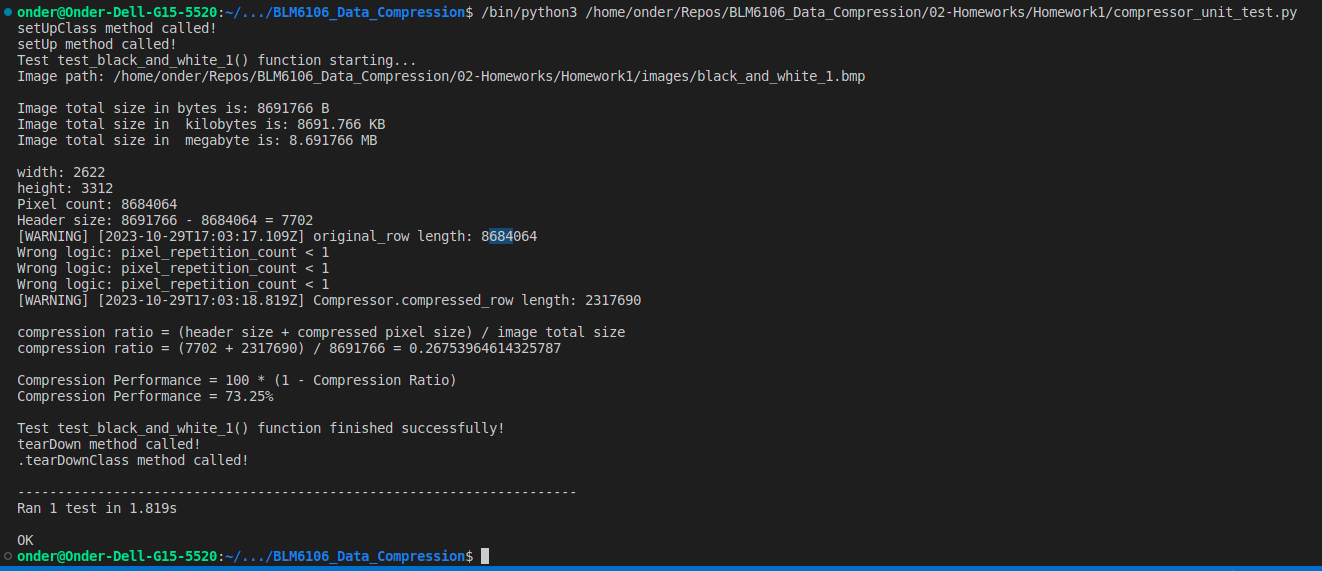 onder@Onder-Dell-G15-5520:~/.../BLM6106_Data_Compression$ /bin/python3 /home/onder/Repos/BLM6106_Data_Compression/02-Homeworks/Homework1/compressor_unit_test.py
setUpClass method called!
setUp method called!
Test test_black_and_white_1() function starting...
Image path: /home/onder/Repos/BLM6106_Data_Compression/02-Homeworks/Homework1/images/black_and_white_1.bmp
Image total size in bytes is: 8691766 B
Image total size in  kilobytes is: 8691.766 KB
Image total size in  megabyte is: 8.691766 MB
width: 2622
height: 3312
Pixel count: 8684064
Header size: 8691766 - 8684064 = 7702
[WARNING] [2023-10-29T17:03:17.109Z] original_row length: 8684064
Wrong logic: pixel_repetition_count < 1
Wrong logic: pixel_repetition_count < 1
Wrong logic: pixel_repetition_count < 1
[WARNING] [2023-10-29T17:03:18.819Z] Compressor.compressed_row length: 2317690
compression ratio = (header size + compressed pixel size) / image total size
compression ratio = (7702 + 2317690) / 8691766 = 0.26753964614325787
Compression Performance = 100 * (1 - Compression Ratio)
Compression Performance = 73.25%
Test test_black_and_white_1() function finished successfully!
tearDown method called!
.tearDownClass method called!
----------------------------------------------------------------------
Ran 1 test in 1.819s
OK
onder@Onder-Dell-G15-5520:~/.../BLM6106_Data_Compression$